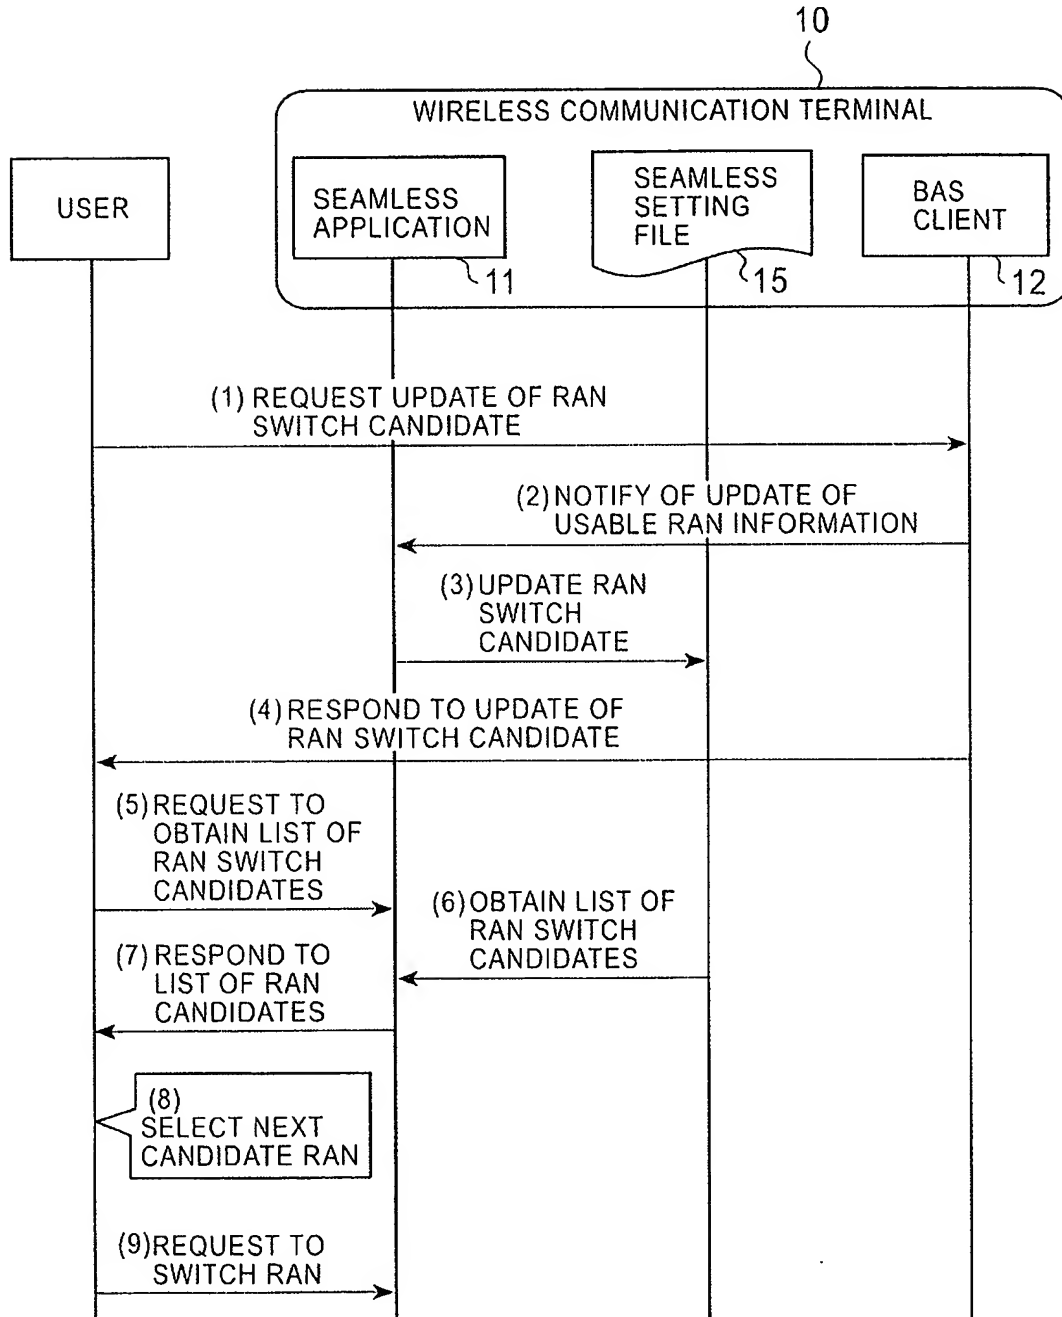 10
WIRELESS COMMUNICATION TERMINAL
USER
SEAMLESS
APPLICATION
11
SEAMLESS
SETTING
FILE
15
BAS
CLIENT
12
(1) REQUEST UPDATE OF RAN
SWITCH CANDIDATE
(2) NOTIFY OF UPDATE OF
USABLE RAN INFORMATION
(3) UPDATE RAN
SWITCH
CANDIDATE
(4) RESPOND TO UPDATE OF
RAN SWITCH CANDIDATE
(5) REQUEST TO
OBTAIN LIST OF
RAN SWITCH
CANDIDATES
(6) OBTAIN LIST OF
RAN SWITCH
CANDIDATES
(7) RESPOND TO
LIST OF RAN
CANDIDATES
(8)
SELECT NEXT
CANDIDATE RAN
(9) REQUEST TO
SWITCH RAN